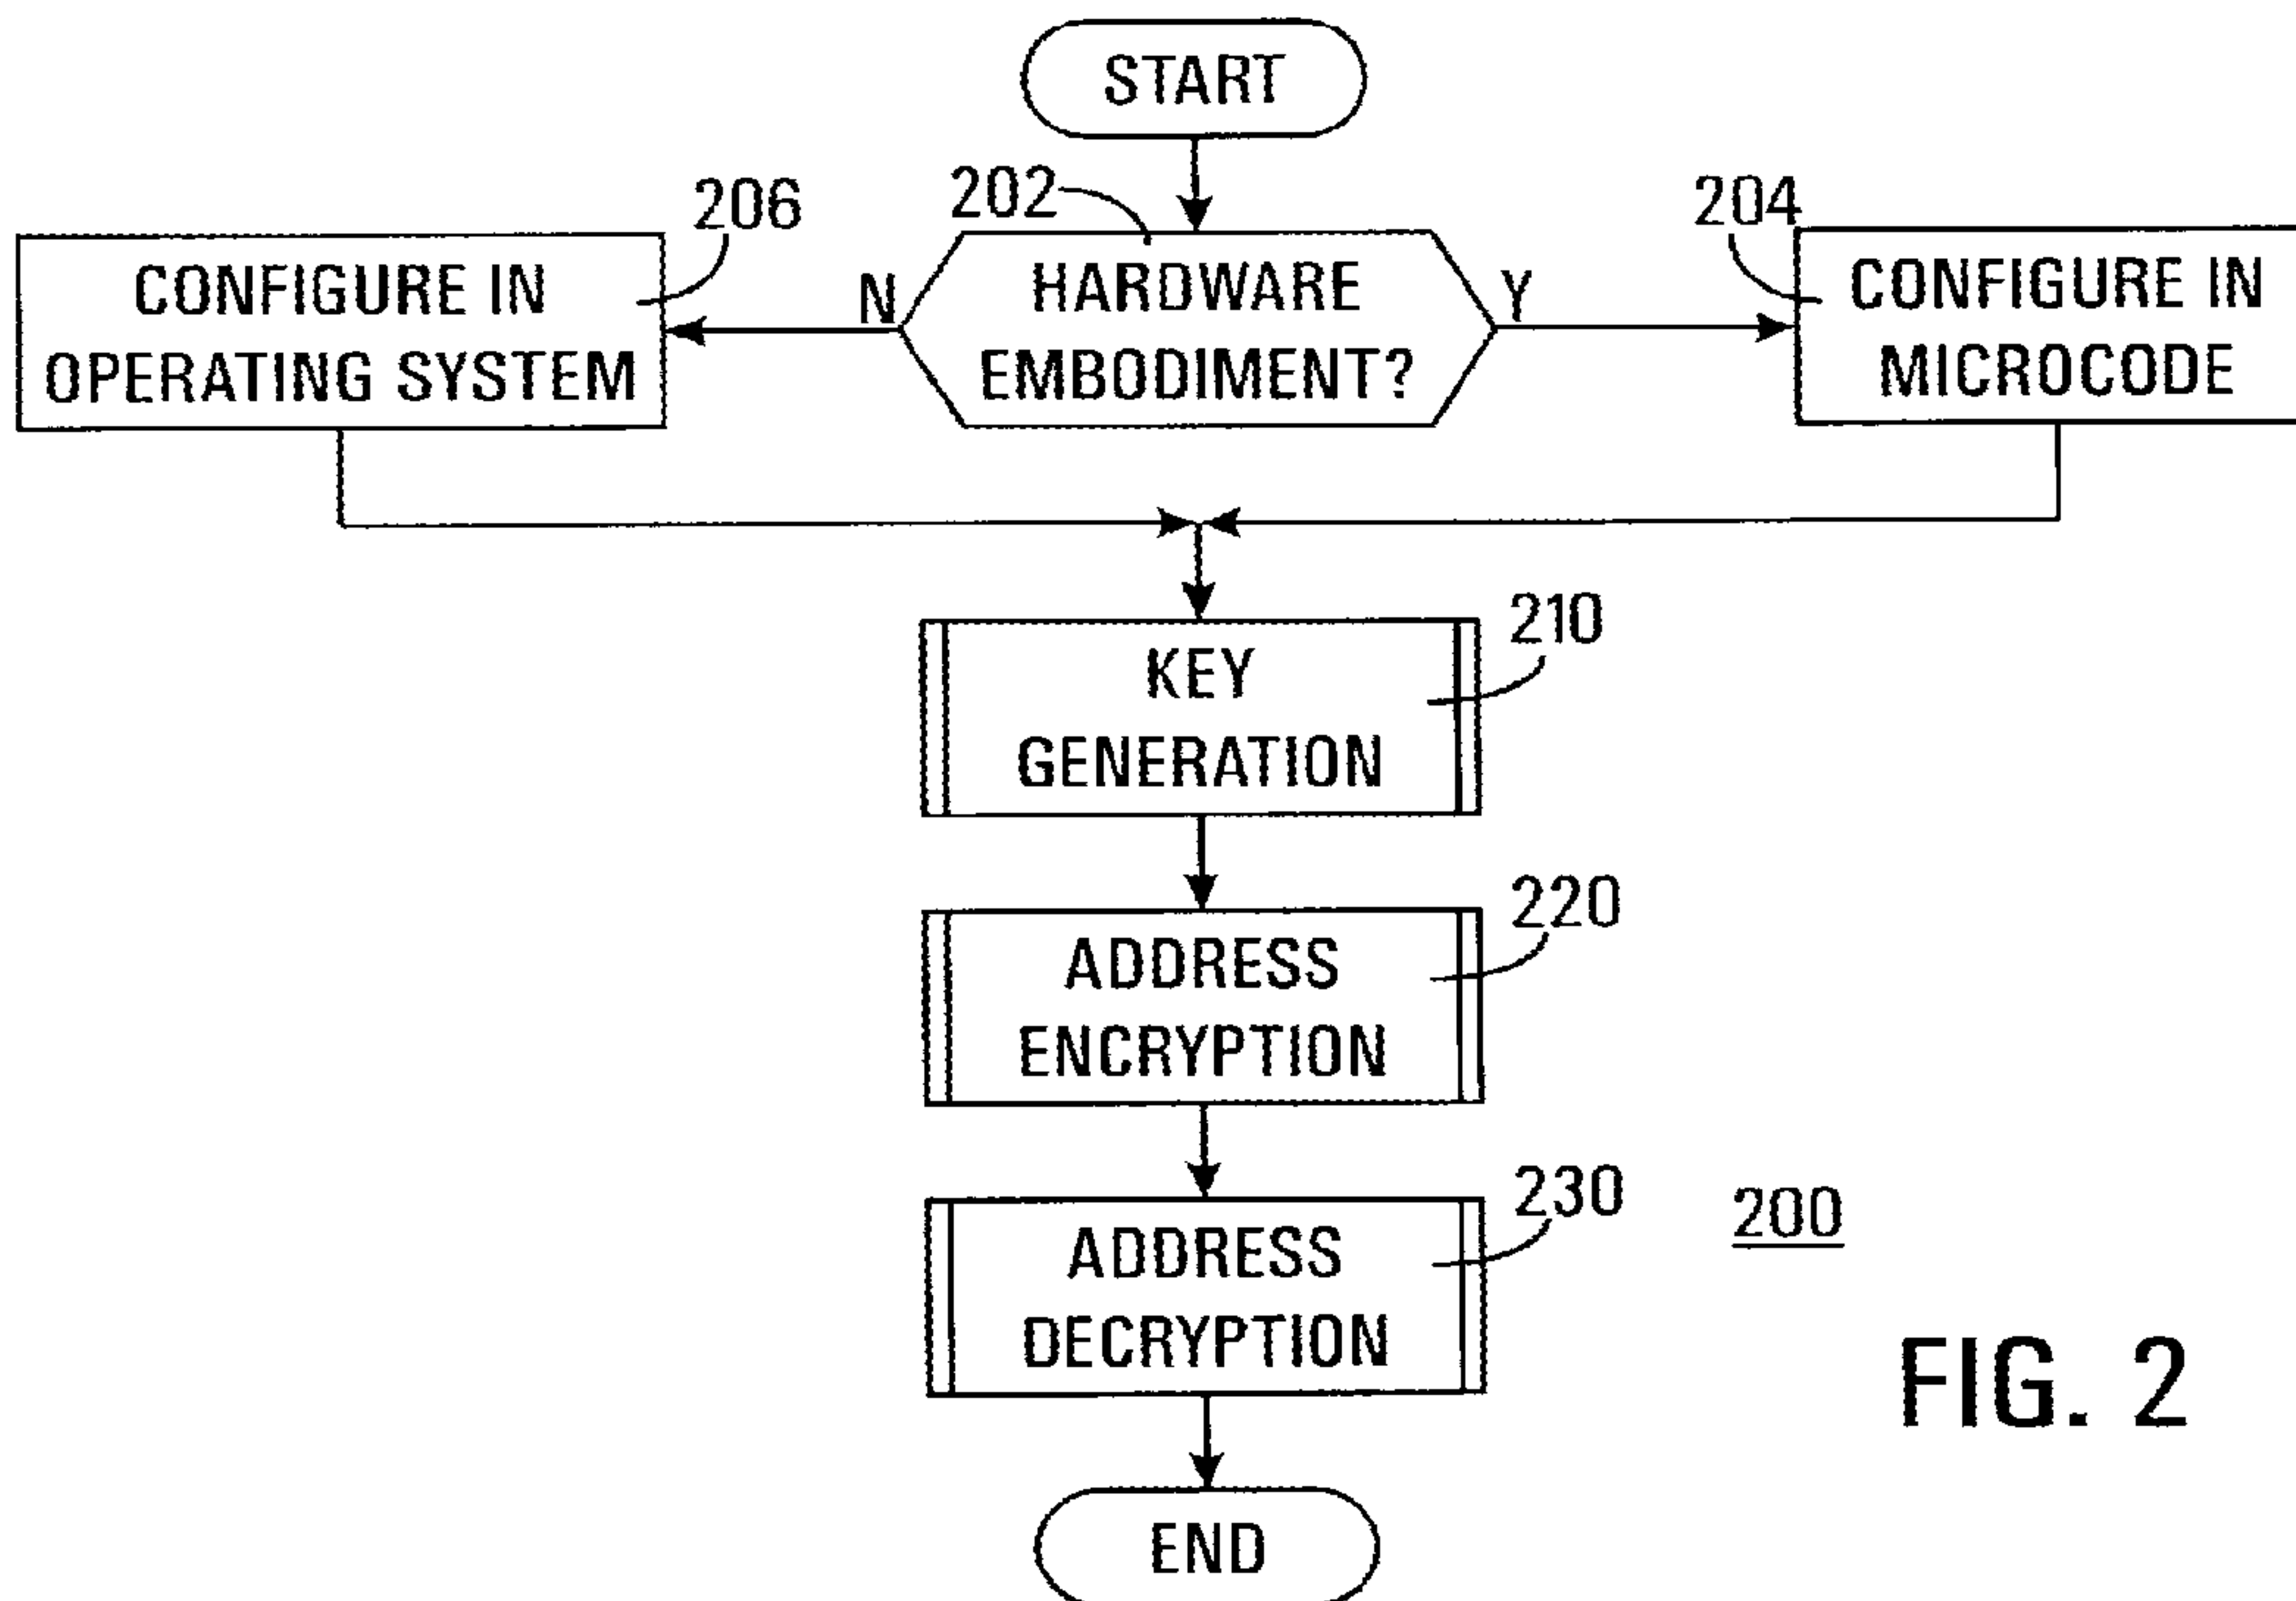 START
206
202
204
CONFIGURE IN
OPERATING SYSTEM
N
HARDWARE
EMBODIMENT?
Y
CONFIGURE IN
MICROCODE
210
KEY
GENERATION
220
ADDRESS
ENCRYPTION
230
ADDRESS
DECRYPTION
200
END
FIG. 2